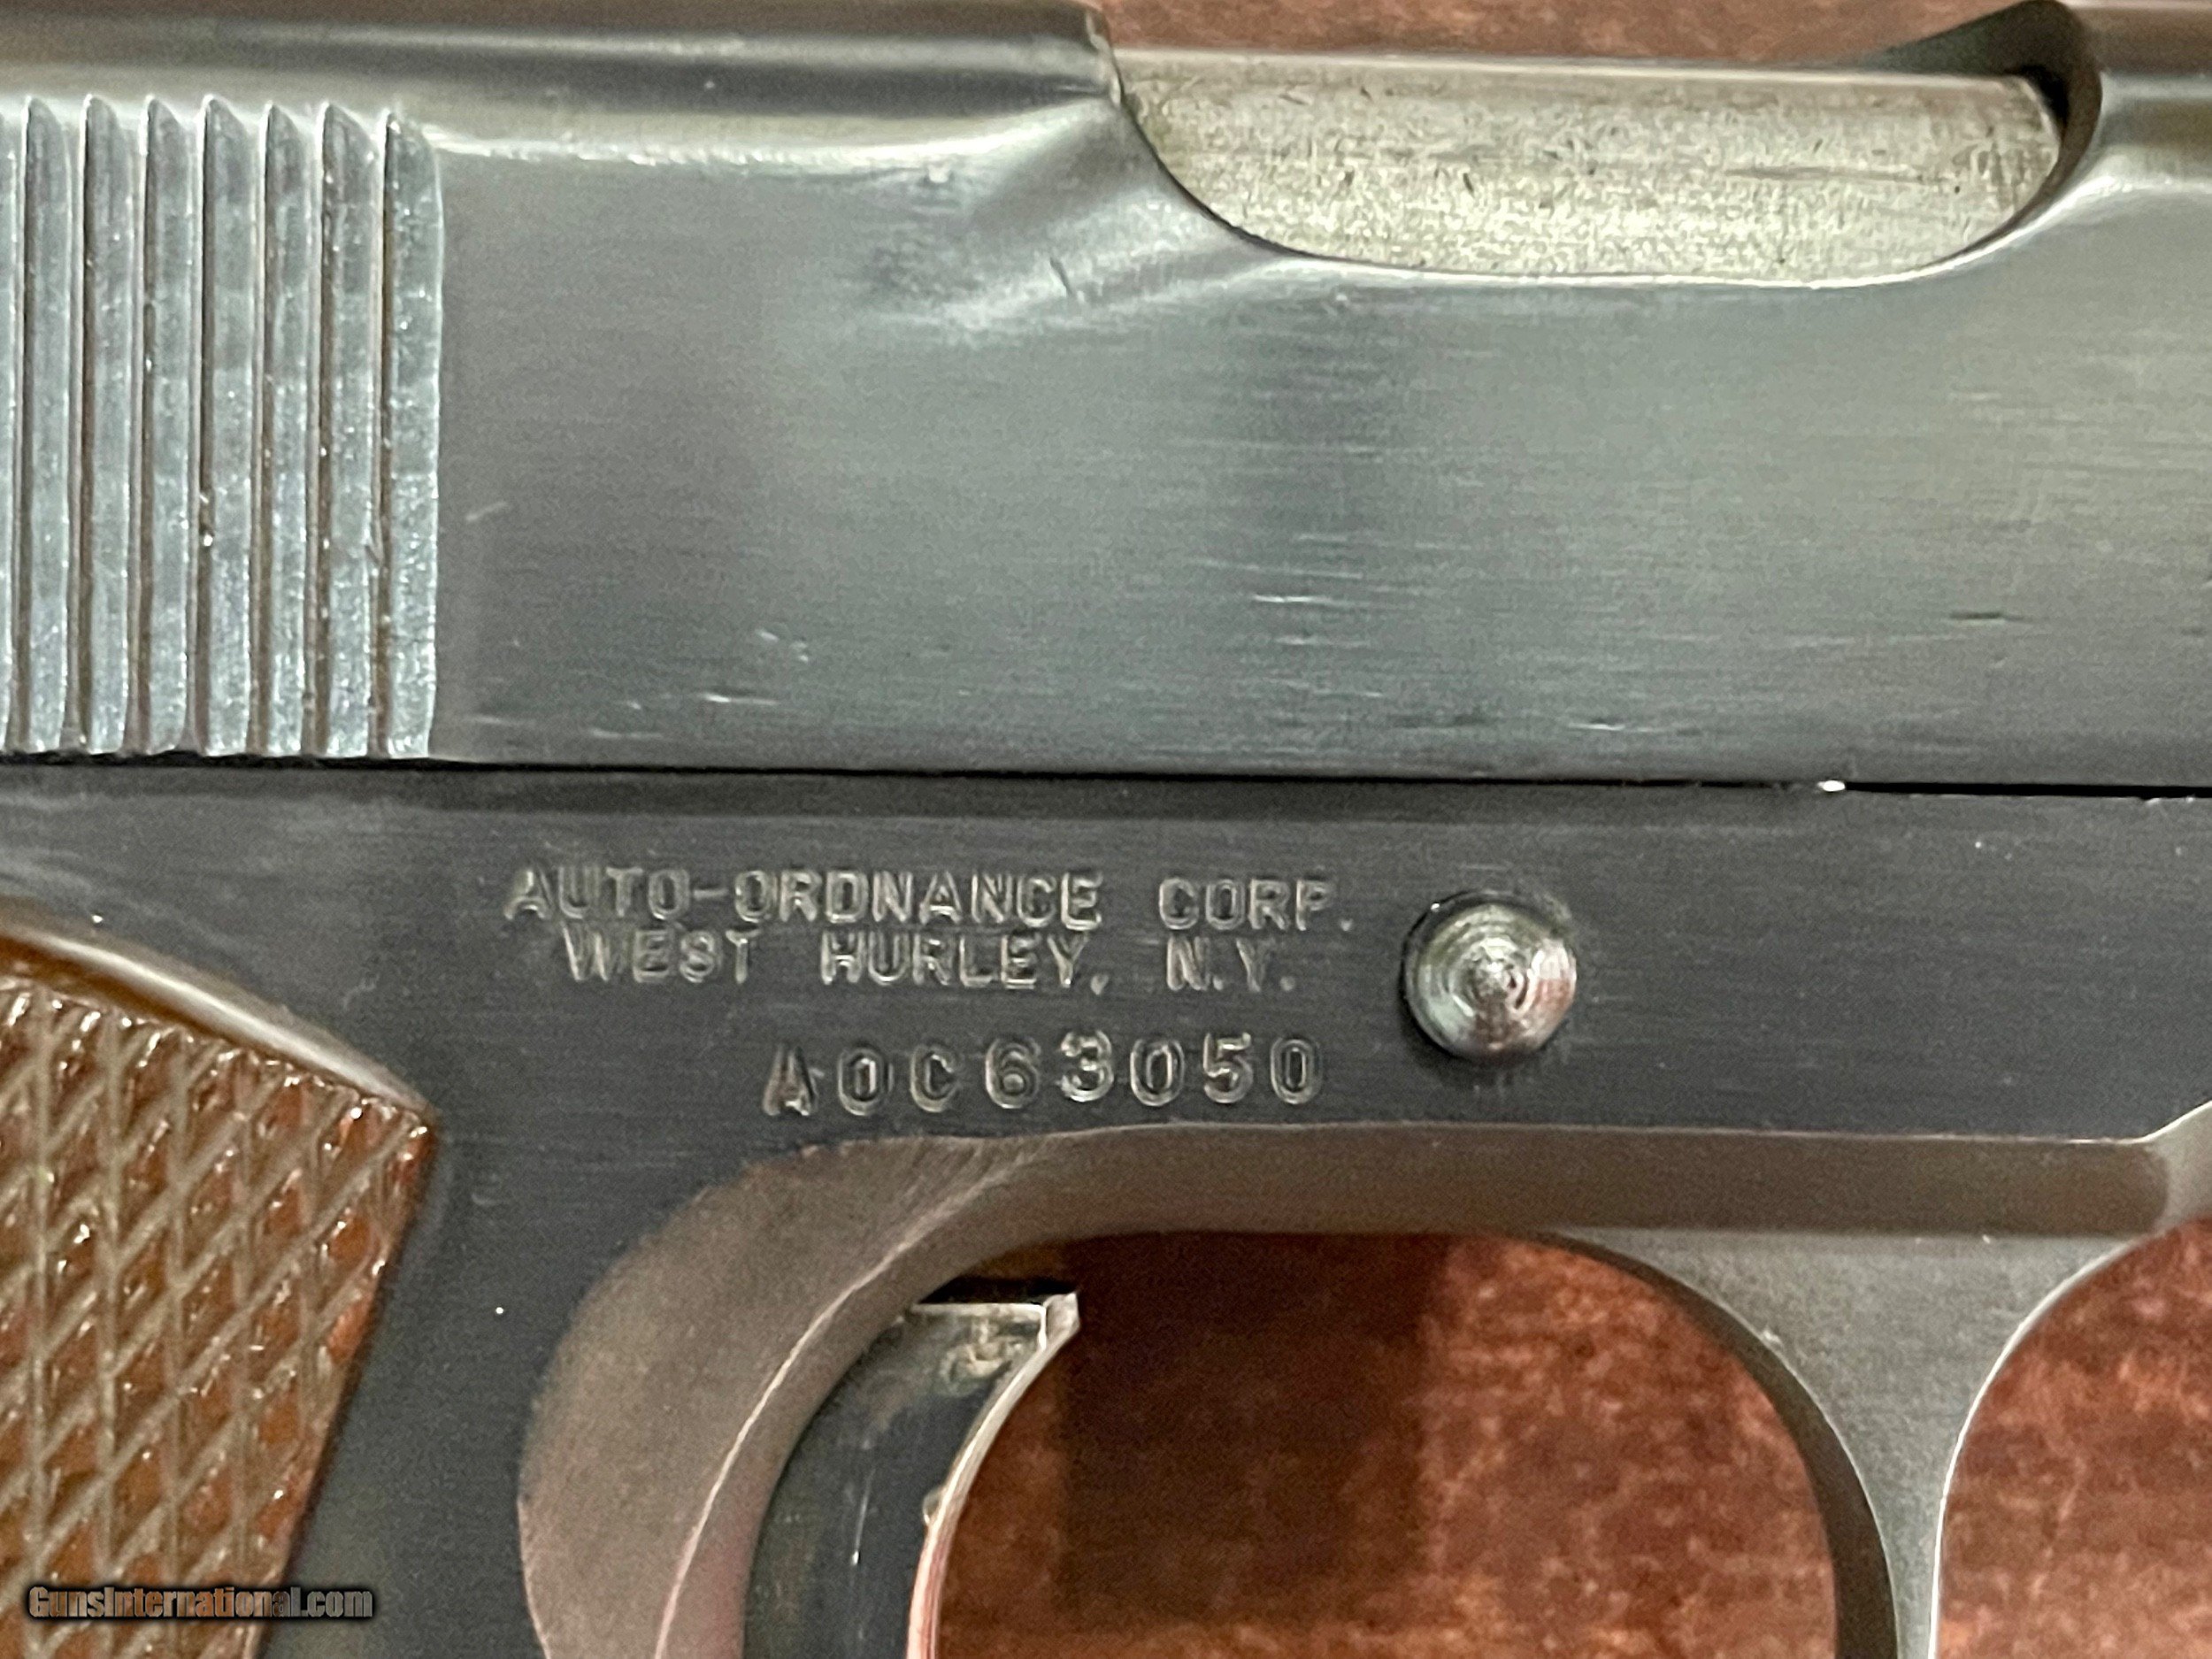 AUTO-ORDNANCE CORP.
WEST HURLEY, N.Y.
AOC63050
GunsInternational.com